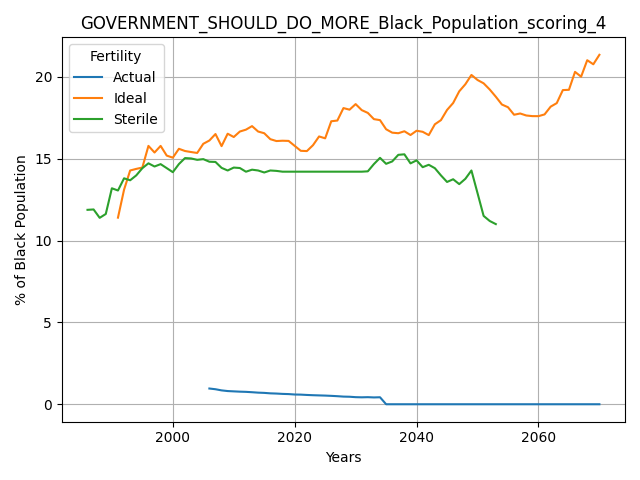 GOVERNMENT_SHOULD_DO_MORE_Black_Population_scoring_4
Fertility
Actual
Ideal
Sterile
% of Black Population
20
15
10
5
0
2000 2020 2040 2060
Years